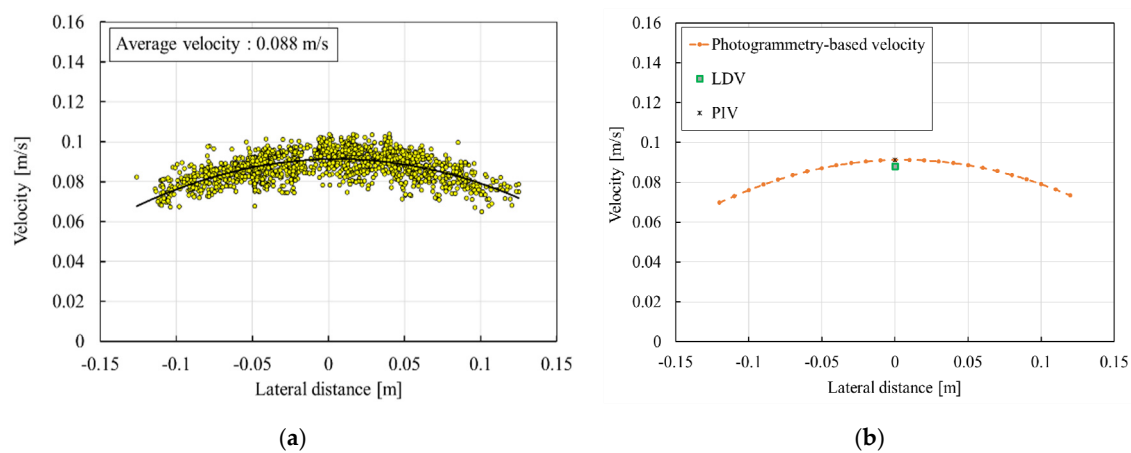 Average velocity : 0.088 m/s
0.16
0.14
0.12
0.1
0.08
0.06
0.04
0.02
0
Velocity [m/s]
-0.15 -0.1 -0.05 0 0.05 0.1 0.15
Lateral distance [m]
(a)
Photogrammetry-based velocity
LDV
PIV
0.16
0.14
0.12
0.1
0.08
0.06
0.04
0.02
0
Velocity [m/s]
-0.15 -0.1 -0.05 0 0.05 0.1 0.15
Lateral distance [m]
(b)